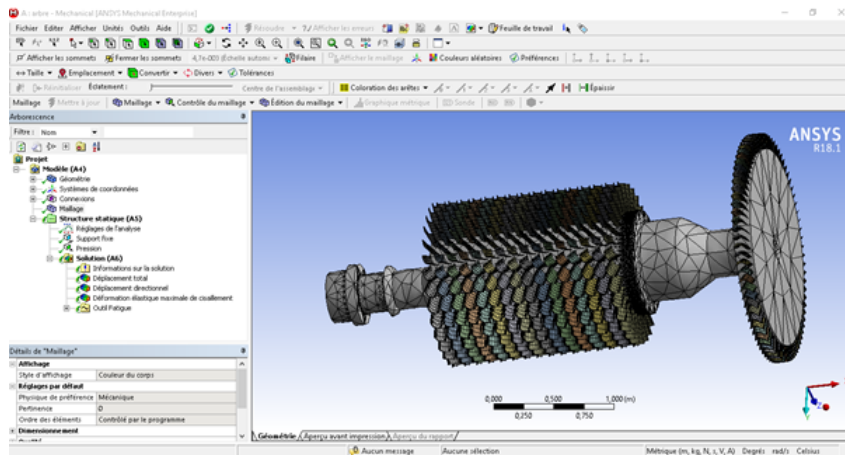 A : arbre - Mechanical [ANSYS Mechanical Enterprise]
Fichier Editer Afficher Unités Outils Aide Résoudre ?/ Afficher les erreurs Feuille de travail
Afficher les sommets Fermer les sommets 4,7e-003 (Échelle automa Filaire Afficher le maillage Couleurs aléatoires Préférences
Taille Emplacement Convertir Divers Tolérances
Réinitialiser Éclatement : Centre de l'assemblage Coloration des arêtes Épaissir
Maillage Mettre à jour Maillage Contrôle du maillage Édition du maillage Graphique métrique Sonde
Arborescence
Filtre : Nom
Projet
Modèle (A4)
Géométrie
Systèmes de coordonnées
Connexions
Maillage
Structure statique (A5)
Réglages de l'analyse
Support fixe
Pression
Solution (A6)
Informations sur la solution
Déplacement total
Déplacement directionnel
Déformation élastique maximale de cisaillement
Outil Fatigue
ANSYS
R18.1
0,000 0,500 1,000 (m)
0,250 0,750
Détails de "Maillage"
Affichage
Style d'affichage Couleur du corps
Réglages par défaut
Physique de préférence Mécanique
Pertinence 0
Ordre des éléments Contrôlé par le programme
Dimensionnement
Géométrie Aperçu avant impression Aperçu du rapport
Aucun message Aucune sélection Métrique (m, kg, N, s, V, A) Degrés rad/s Celsius